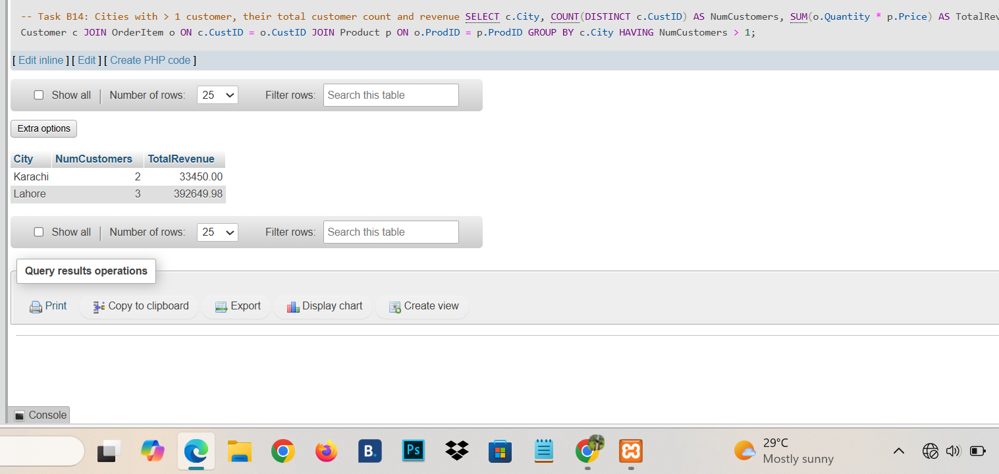 -- Task B14: Cities with > 1 customer, their total customer count and revenue SELECT c.City, COUNT(DISTINCT c.CustID) AS NumCustomers, SUM(o.Quantity * p.Price) AS TotalRev
Customer c JOIN OrderItem o ON c.CustID = o.CustID JOIN Product p ON o.ProdID = p.ProdID GROUP BY c.City HAVING NumCustomers > 1;
[ Edit inline ] [ Edit ] [ Create PHP code ]
Show all | Number of rows: 25 Filter rows: Search this table
Extra options
City NumCustomers TotalRevenue
Karachi 2 33450.00
Lahore 3 392649.98
Show all | Number of rows: 25 Filter rows: Search this table
Query results operations
Print Copy to clipboard Export Display chart Create view
Console
B.
Ps
29°C
Mostly sunny